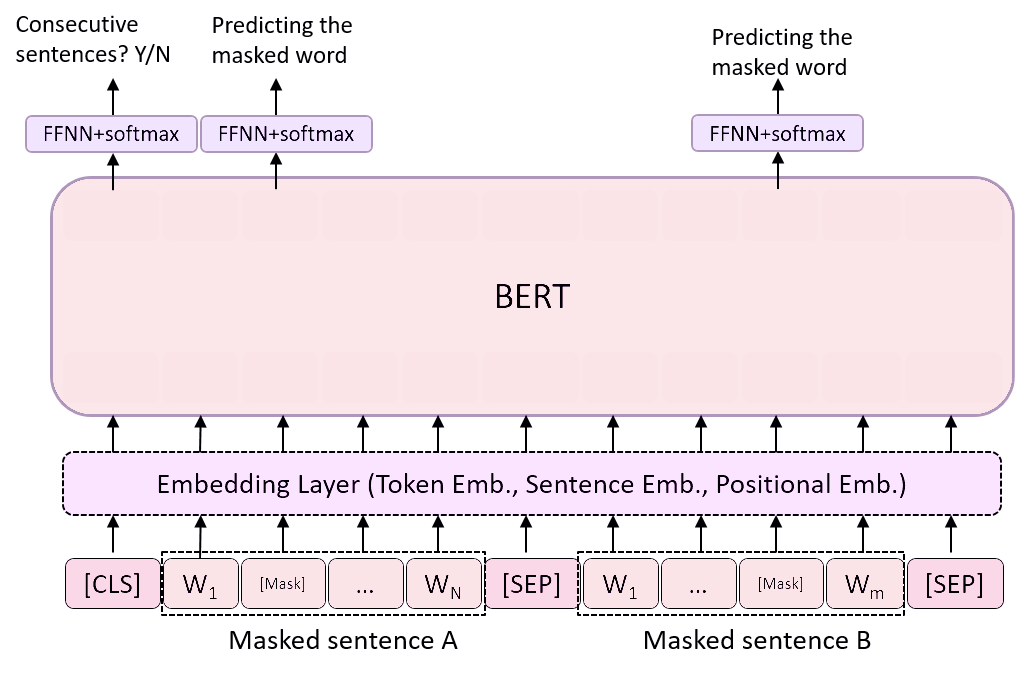 Consecutive
sentences? Y/N
Predicting the
masked word
Predicting the
masked word
FFNN+softmax
FFNN+softmax
FFNN+softmax
BERT
Embedding Layer (Token Emb., Sentence Emb., Positional Emb.)
[CLS] W₁ [Mask] ... W_N [SEP] W₁ ... [Mask] Wₘ [SEP]
Masked sentence A
Masked sentence B